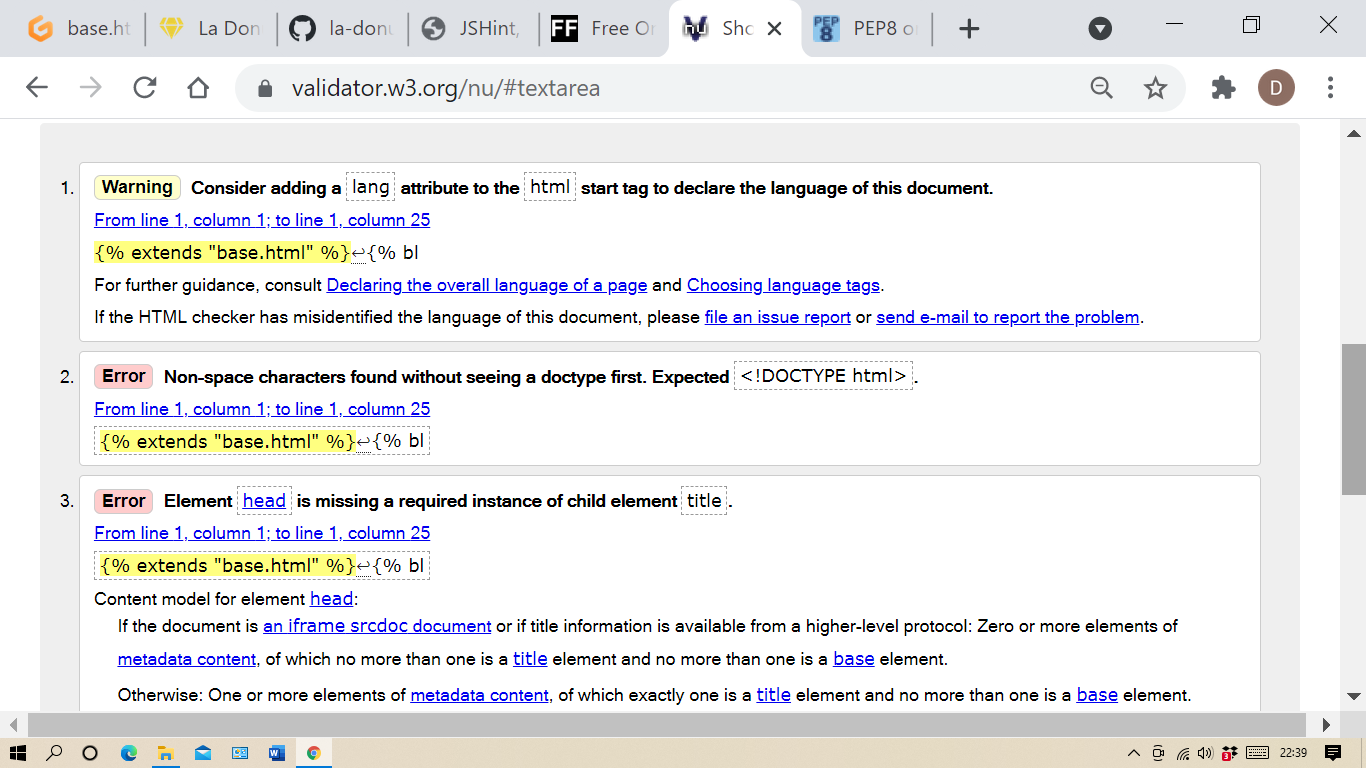 base.ht La Don la-donu JSHint, FF Free Or nu Sho PEP 8 PEP8 o
validator.w3.org/nu/#textarea D
1. Warning Consider adding a lang attribute to the html start tag to declare the language of this document.
From line 1, column 1; to line 1, column 25
{% extends "base.html" %}↩{% bl
For further guidance, consult Declaring the overall language of a page and Choosing language tags.
If the HTML checker has misidentified the language of this document, please file an issue report or send e-mail to report the problem.
2. Error Non-space characters found without seeing a doctype first. Expected <!DOCTYPE html>.
From line 1, column 1; to line 1, column 25
{% extends "base.html" %}↩{% bl
3. Error Element head is missing a required instance of child element title.
From line 1, column 1; to line 1, column 25
{% extends "base.html" %}↩{% bl
Content model for element head:
If the document is an iframe srcdoc document or if title information is available from a higher-level protocol: Zero or more elements of
metadata content, of which no more than one is a title element and no more than one is a base element.
Otherwise: One or more elements of metadata content, of which exactly one is a title element and no more than one is a base element.
3 22:39